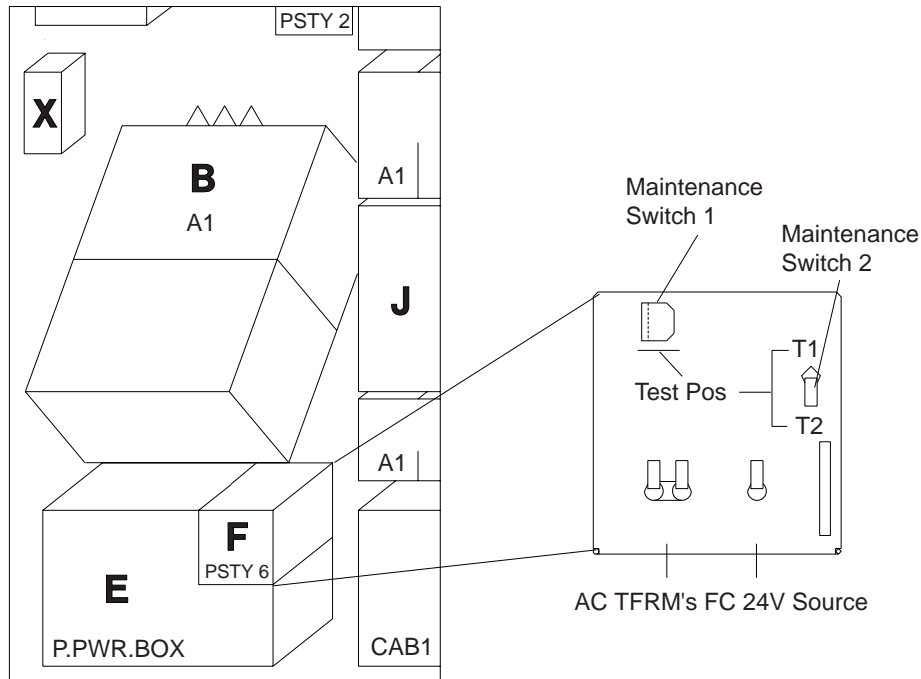 PSTY 2
X
B
A1
A1
J
A1
F
PSTY 6
E
P.PWR.BOX
CAB1
Maintenance
Switch 1
Maintenance
Switch 2
T1
Test Pos
T2
AC TFRM's FC 24V Source